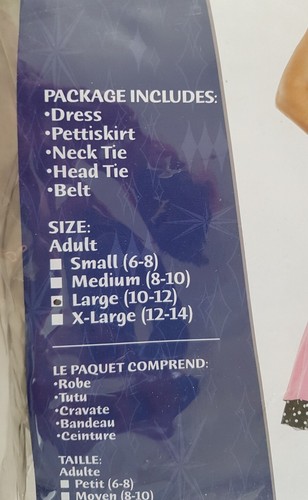 PACKAGE INCLUDES:
•Dress
•Pettiskirt
•Neck Tie
•Head Tie
•Belt
SIZE:
Adult
Small (6-8)
Medium (8-10)
Large (10-12)
X-Large (12-14)
LE PAQUET COMPREND:
•Robe
•Tutu
•Cravate
•Bandeau
•Ceinture
TAILLE:
Adulte
Petit (6-8)
Moyen (8-10)